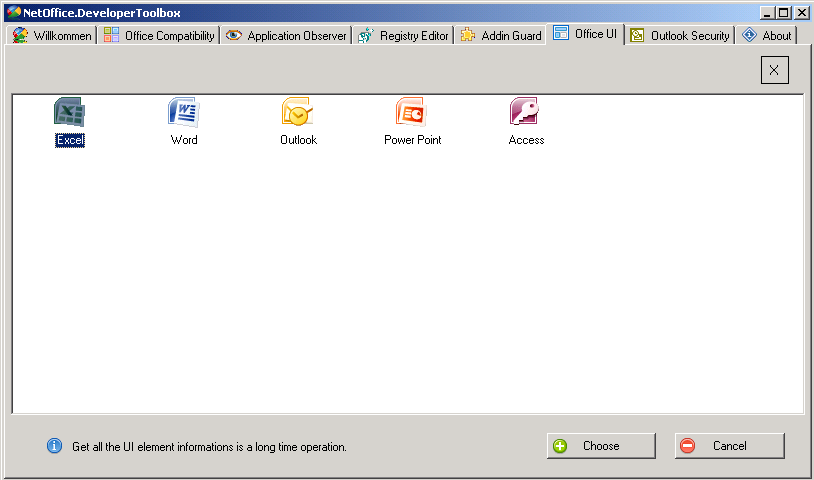 NetOffice.DeveloperToolbox
Willkommen Office Compatibility Application Observer Registry Editor Addin Guard Office UI Outlook Security About
X
Excel Word Outlook Power Point Access
Get all the UI element informations is a long time operation. Choose Cancel